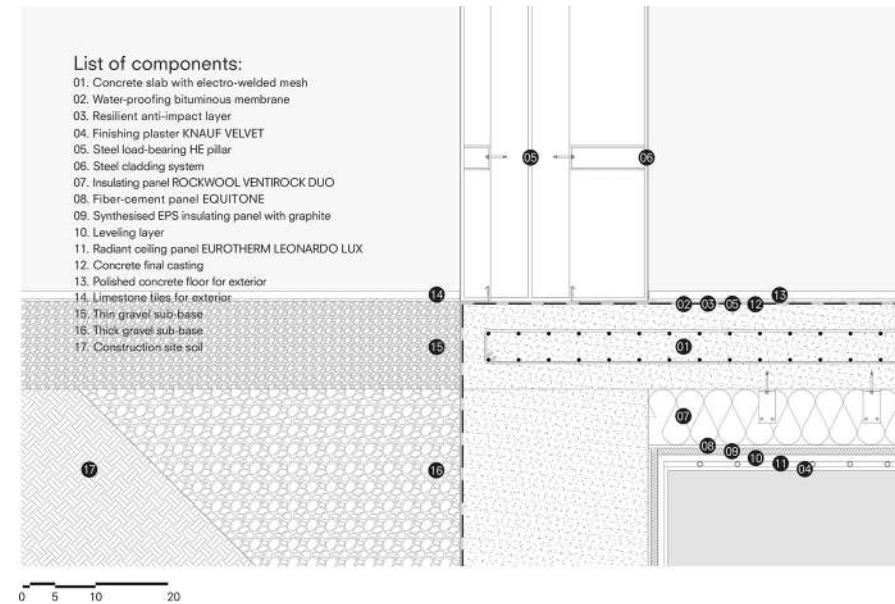 List of components:
01. Concrete slab with electro-welded mesh
02. Water-proofing bituminous membrane
03. Resilient anti-impact layer
04. Finishing plaster KNAUF VELVET
05. Steel load-bearing HE pillar
06. Steel cladding system
07. Insulating panel ROCKWOOL VENTIROCK DUO
08. Fiber-cement panel EQUITONE
09. Synthesised EPS insulating panel with graphite
10. Leveling layer
11. Radiant ceiling panel EUROTHERM LEONARDO LUX
12. Concrete final casting
13. Polished concrete floor for exterior
14. Limestone tiles for exterior
15. Thin gravel sub-base
16. Thick gravel sub-base
17. Construction site soil
05 06
14 13
02 03 05 12
15 01
07
08 09 10 11 04
17 16
0 5 10 20